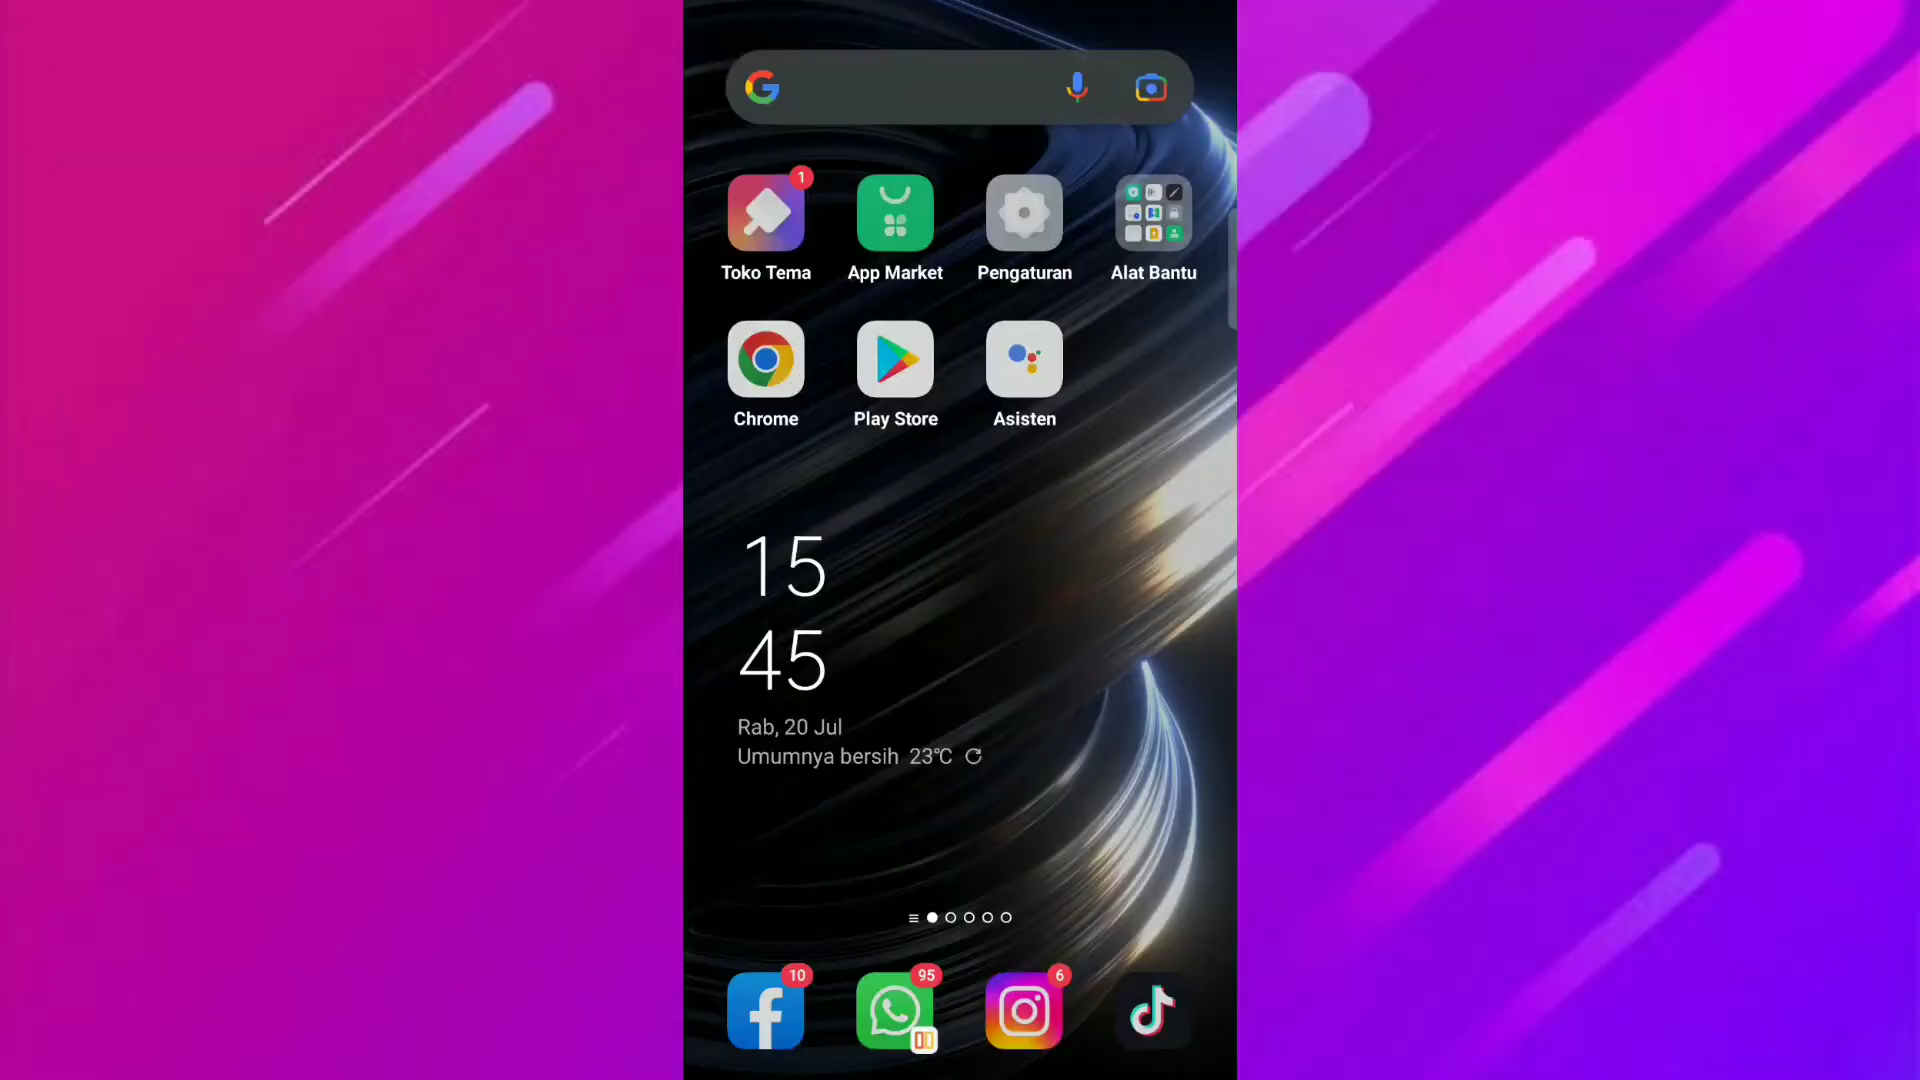 1
Toko Tema
App Market
Pengaturan
Alat Bantu
Chrome
Play Store
Asisten
15
45
Rab, 20 Jul
Umumnya bersih 23℃
10
95
6